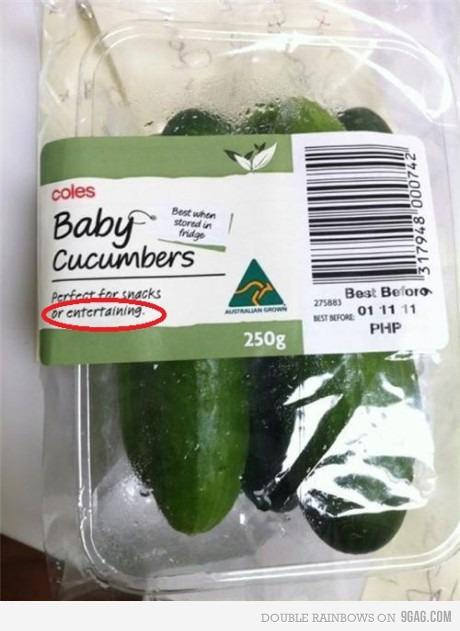 coles
Baby
Cucumbers
Best when
stored in
fridge
Perfect for snacks
or entertaining.
AUSTRALIAN GROWN
250g
9317948000742
275883
Best Before
BEST BEFORE: 01 11 11
PHP
DOUBLE RAINBOWS ON 9GAG.COM